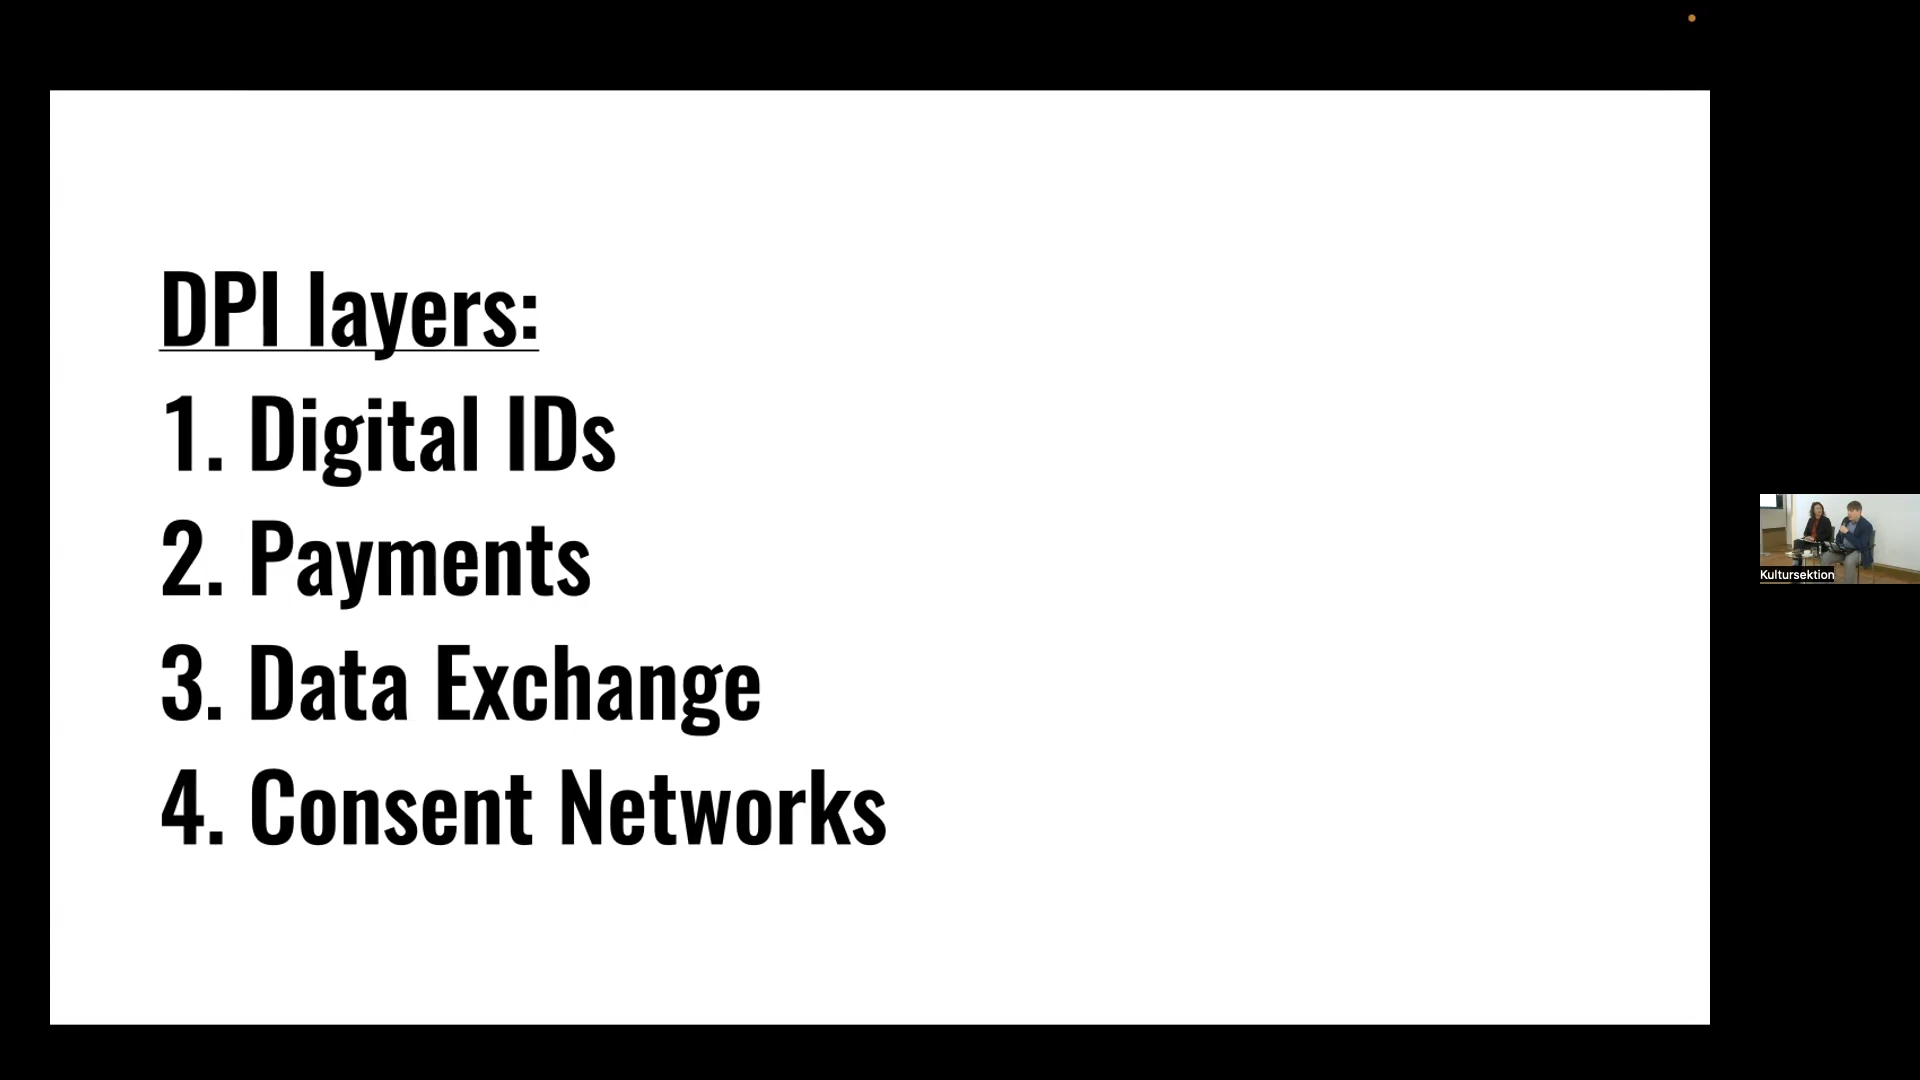 DPI layers:
1. Digital IDs
2. Payments
3. Data Exchange
4. Consent Networks
Kultursektion